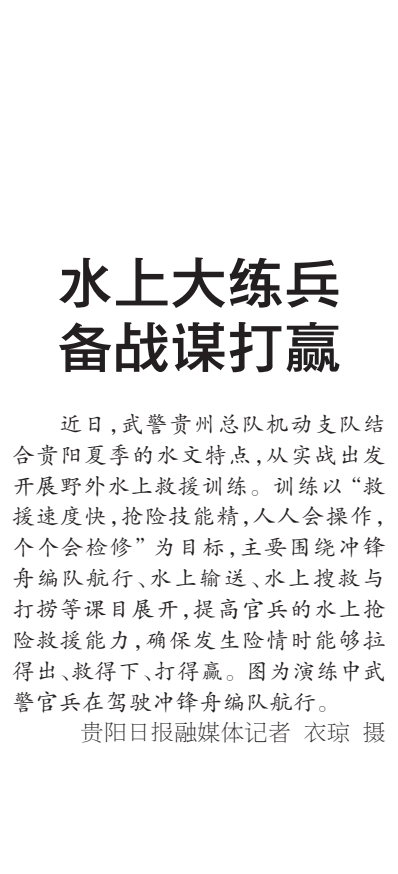 水上大练兵
备战谋打赢
近日,武警贵州总队机动支队结
合贵阳夏季的水文特点,从实战出发
开展野外水上救援训练。训练以“救
援速度快,抢险技能精,人人会操作,
个个会检修”为目标,主要围绕冲锋
舟编队航行、水上输送、水上搜救与
打捞等课目展开,提高官兵的水上抢
险救援能力,确保发生险情时能够拉
得出、救得下、打得赢。图为演练中武
警官兵在驾驶冲锋舟编队航行。
贵阳日报融媒体记者 衣琼 摄